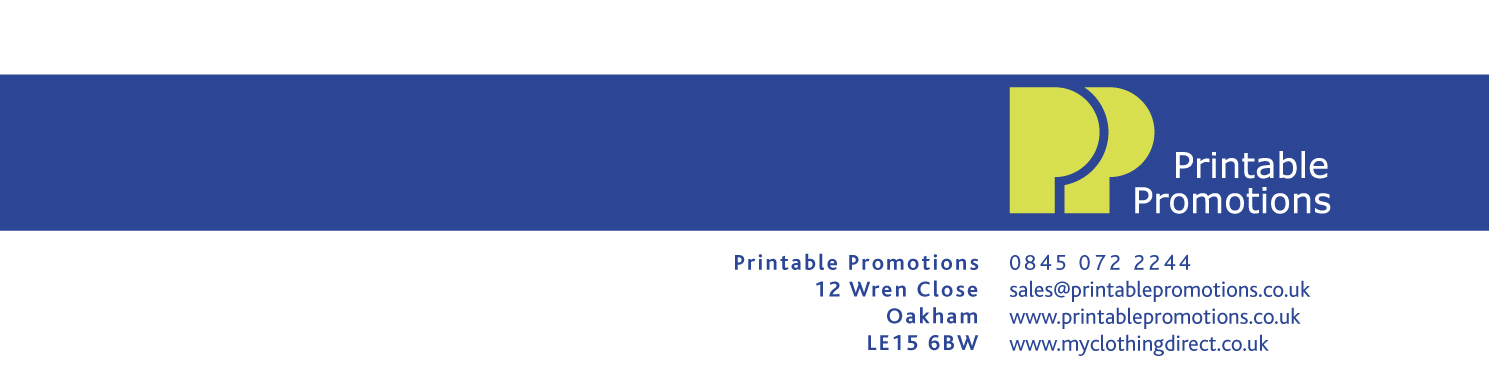 Printable
Promotions
Printable Promotions
12 Wren Close
Oakham
LE15 6BW
0845 072 2244
sales@printablepromotions.co.uk
www.printablepromotions.co.uk
www.myclothingdirect.co.uk